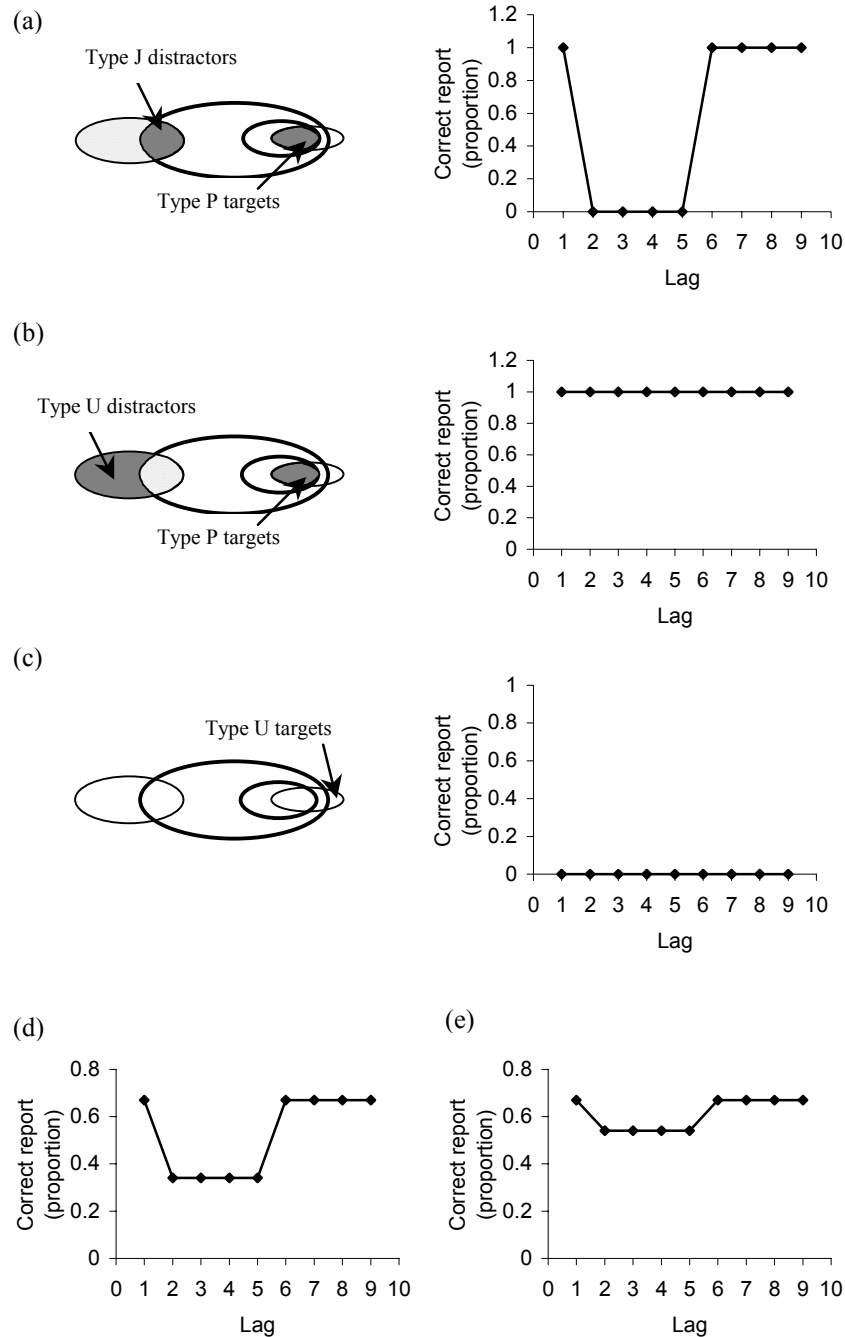 (a)
Type J distractors
Type P targets
Correct report
(proportion)
1.2
1
0.8
0.6
0.4
0.2
0
0 1 2 3 4 5 6 7 8 9 10
Lag
(b)
Type U distractors
Type P targets
Correct report
(proportion)
1.2
1
0.8
0.6
0.4
0.2
0
0 1 2 3 4 5 6 7 8 9 10
Lag
(c)
Type U targets
Correct report
(proportion)
1
0.8
0.6
0.4
0.2
0
0 1 2 3 4 5 6 7 8 9 10
Lag
(d)
Correct report
(proportion)
0.8
0.6
0.4
0.2
0
0 1 2 3 4 5 6 7 8 9 10
Lag
(e)
Correct report
(proportion)
0.8
0.6
0.4
0.2
0
0 1 2 3 4 5 6 7 8 9 10
Lag